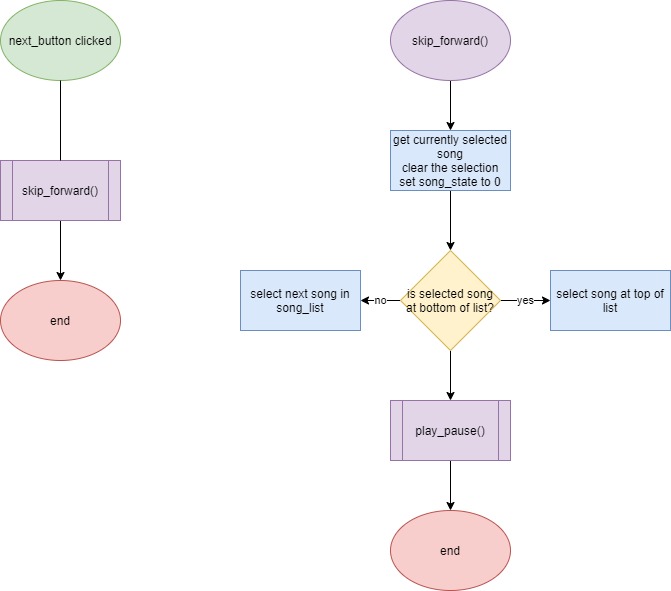 next_button clicked
skip_forward()
end
skip_forward()
get currently selected
song
clear the selection
set song_state to 0
is selected song
at bottom of list?
no
yes
select next song in
song_list
select song at top of
list
play_pause()
end